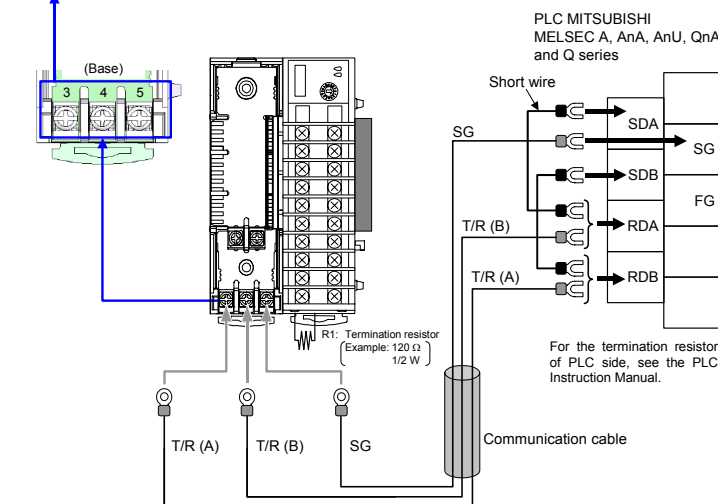 PLC MITSUBISHI
MELSEC A, AnA, AnU, QnA
and Q series
(Base)
3 4 5
Short wire
SDA
SG
SG
SDB
FG
T/R (B)
RDA
T/R (A)
RDB
R1: Termination resistor
Example: 120 Ω
1/2 W
For the termination resistor
of PLC side, see the PLC
Instruction Manual.
T/R (A)
T/R (B)
SG
Communication cable